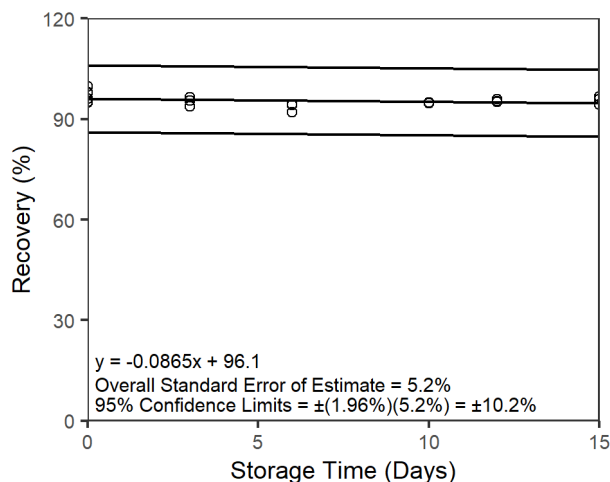 120
90
60
30
0
Recovery (%)
y = -0.0865x + 96.1
Overall Standard Error of Estimate = 5.2%
95% Confidence Limits = ±(1.96%)(5.2%) = ±10.2%
0 5 10 15
Storage Time (Days)